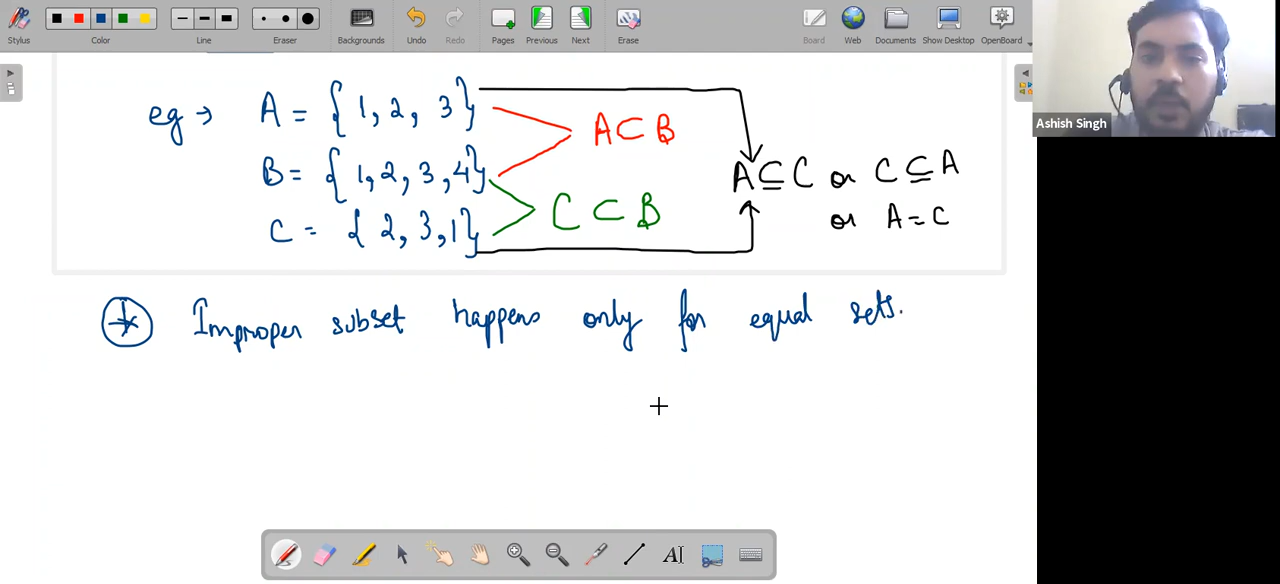 Stylus Color Line Eraser Backgrounds Undo Redo Pages Previous Next Erase Board Web Documents Show Desktop OpenBoard
Ashish Singh
eg → A = { 1, 2, 3} A ⊂ B
B = { 1, 2, 3, 4} A ⊆ C or C ⊆ A
C = { 2, 3, 1} C ⊂ B or A = C
* Improper subset happens only for equal sets.
AI